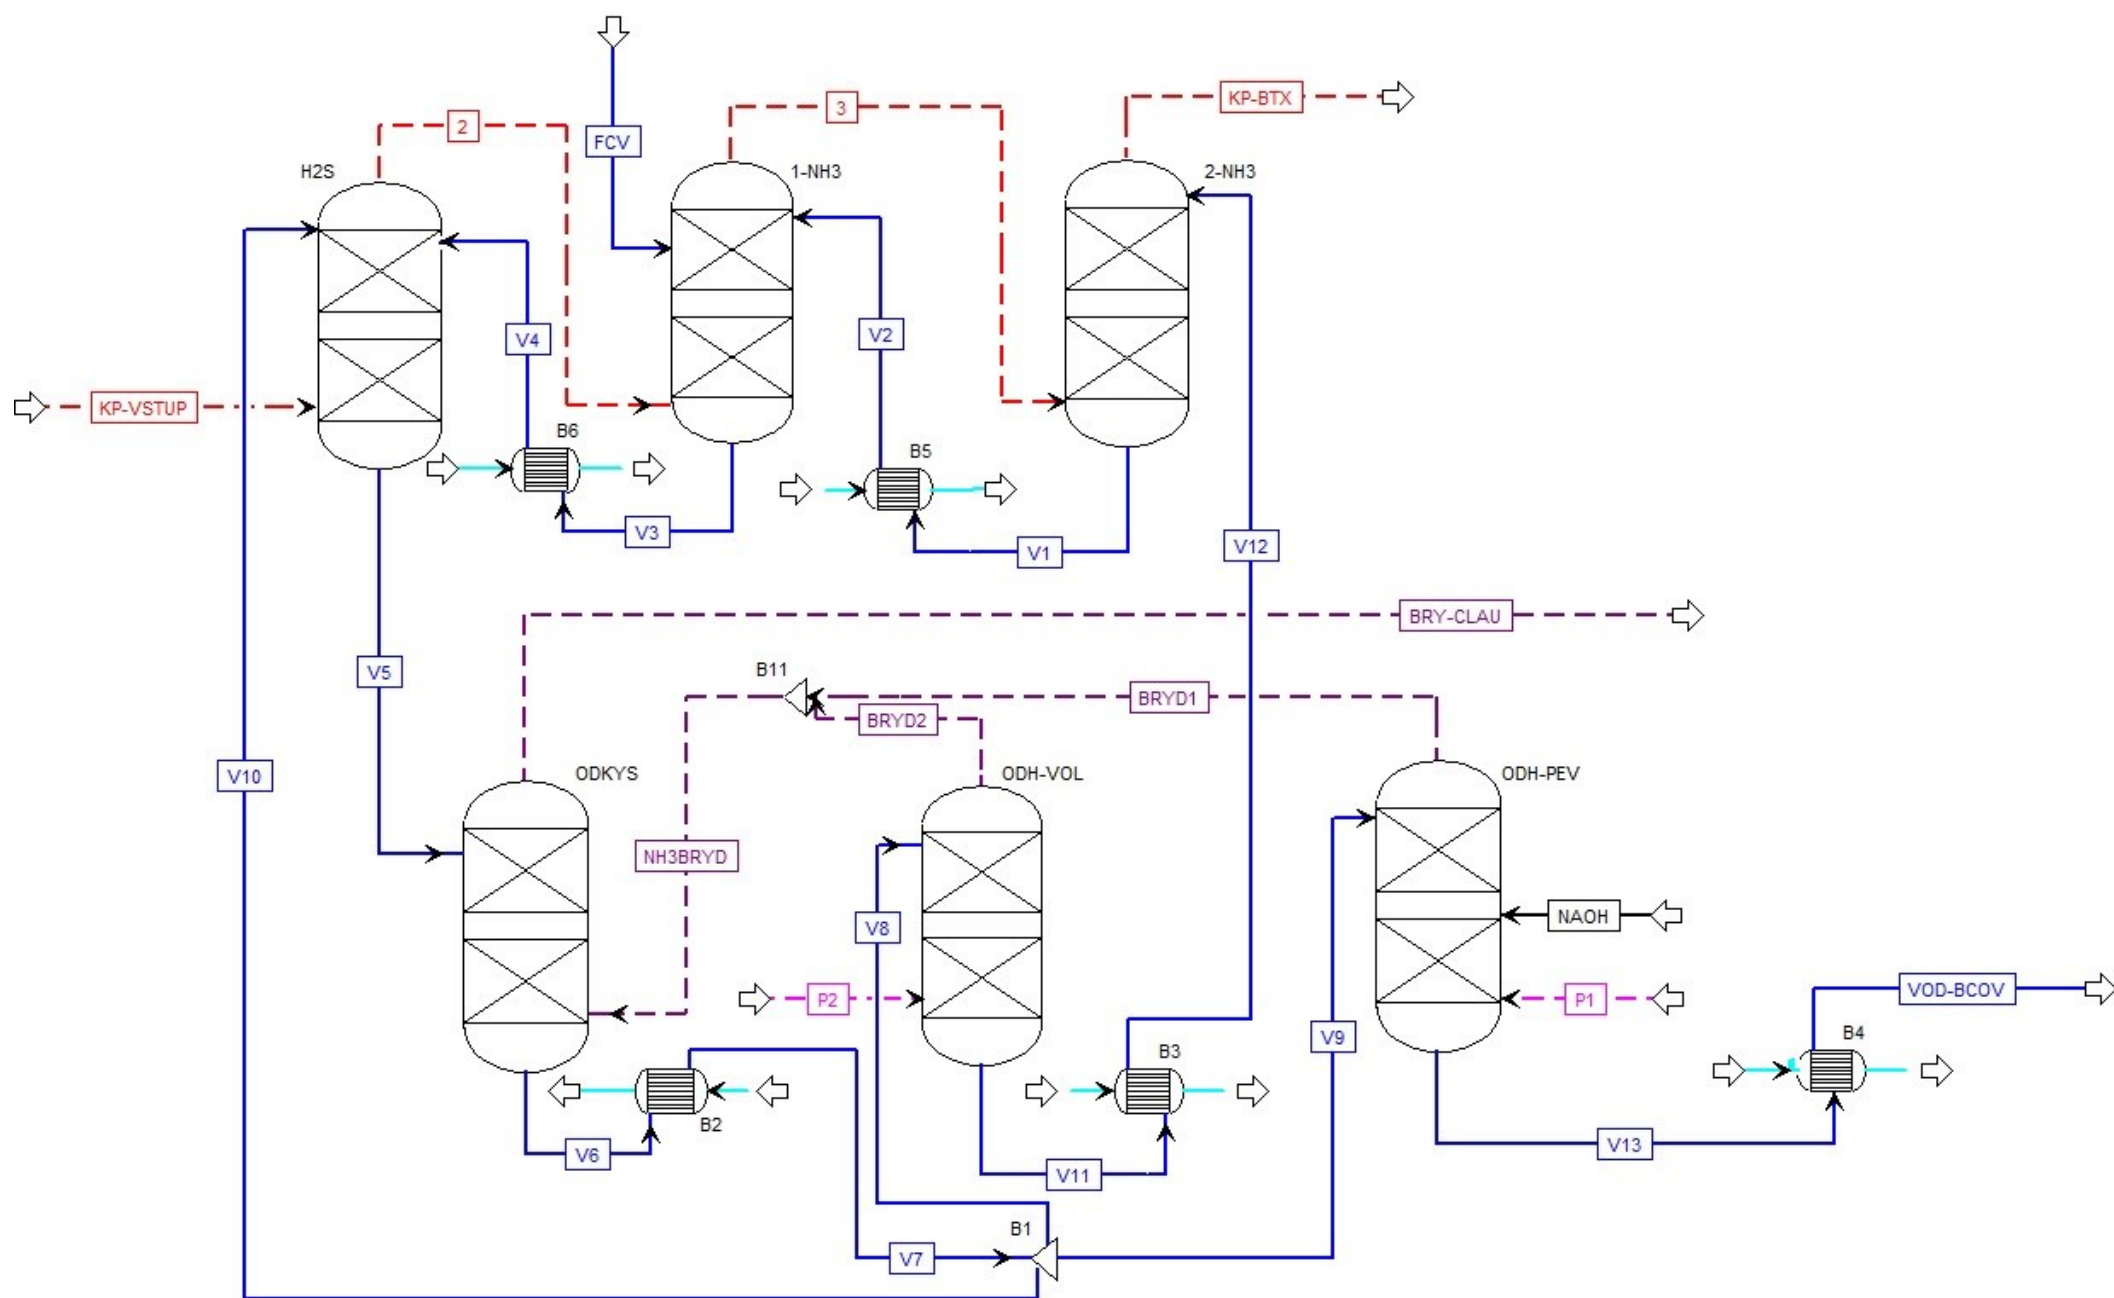 KP-BTX
3
2
FCV
H2S
1-NH3
2-NH3
V4
V2
KP-VSTUP
B6
B5
V3
V1
V12
BRY-CLAU
V5
B11
BRYD1
BRYD2
V10
ODKYS
ODH-VOL
ODH-PEV
NH3BRYD
V8
NAOH
P2
P1
VOD-BCOV
V9
B4
B3
B2
V6
V11
V13
B1
V7